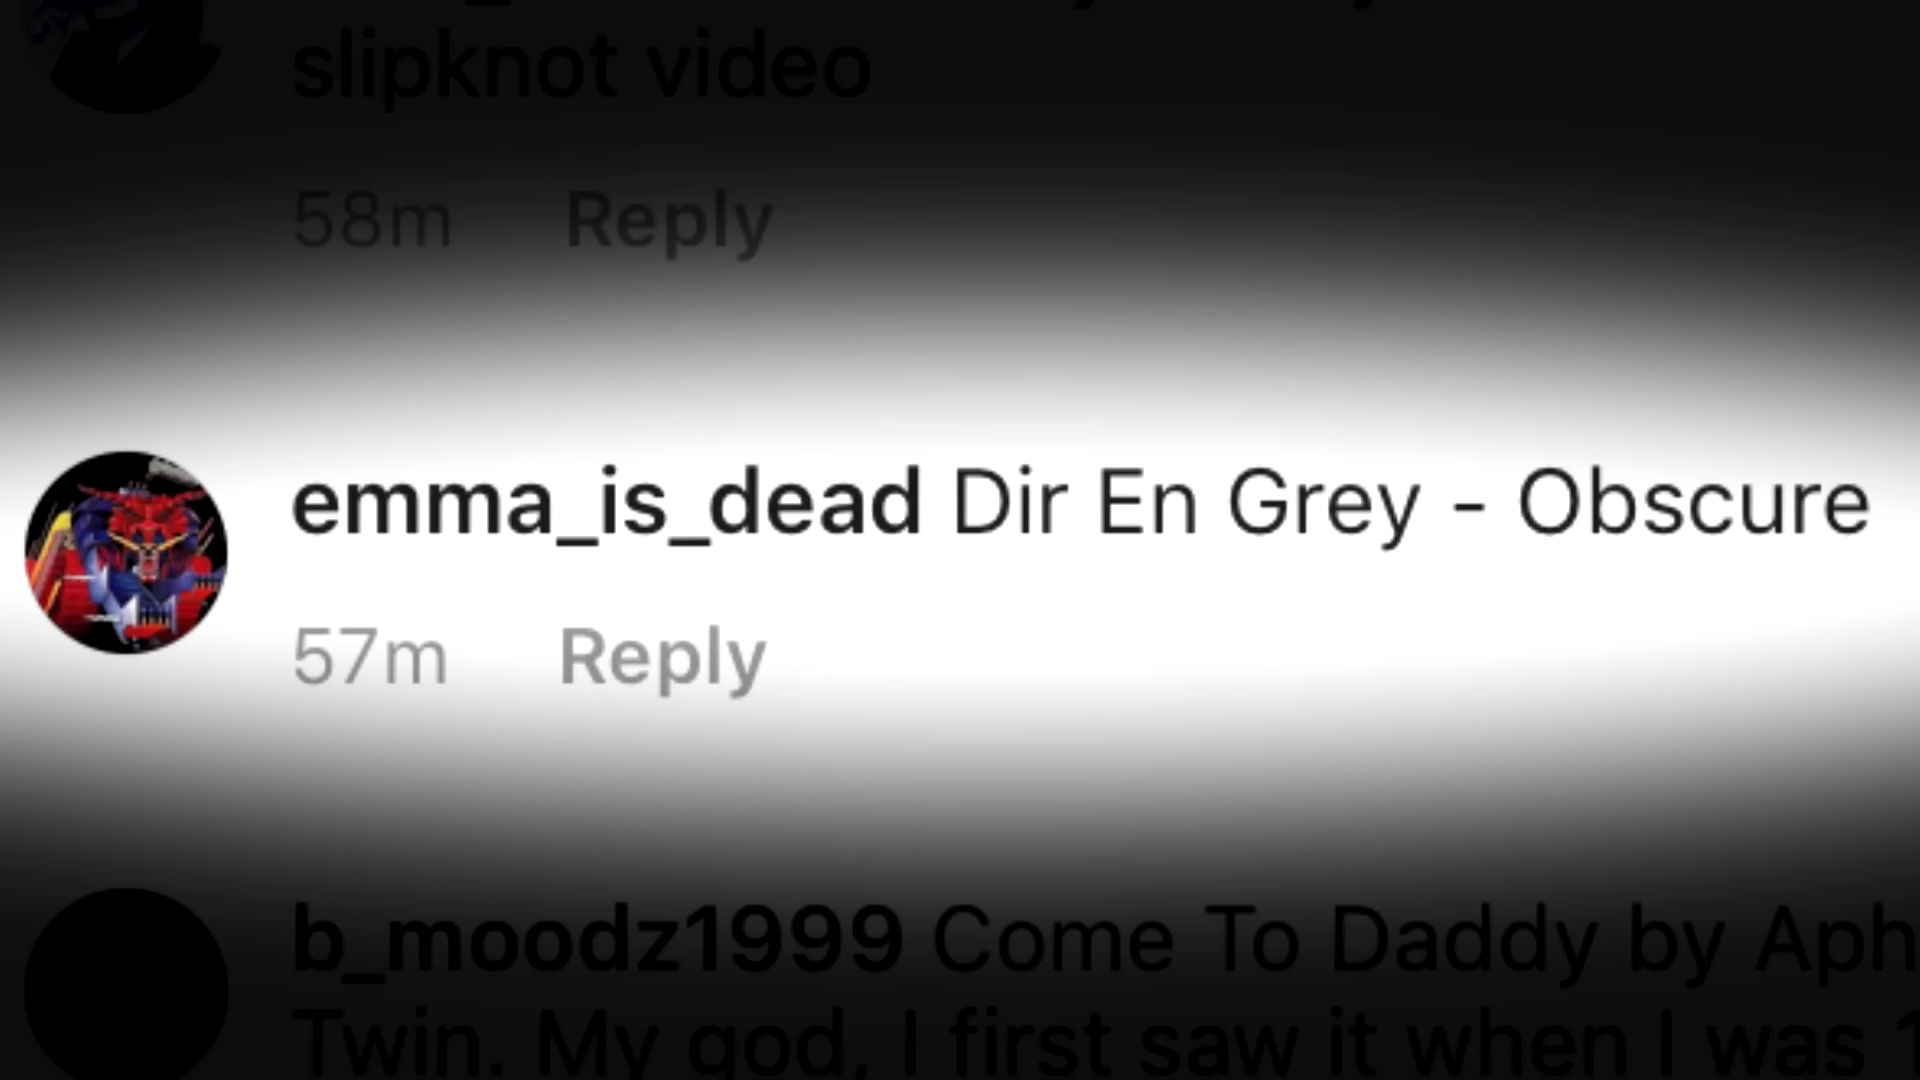 slipknot video
58m Reply
emma_is_dead Dir En Grey - Obscure
57m Reply
b_moodz1999 Come To Daddy by Aph
Twin. My god, I first saw it when I was 1